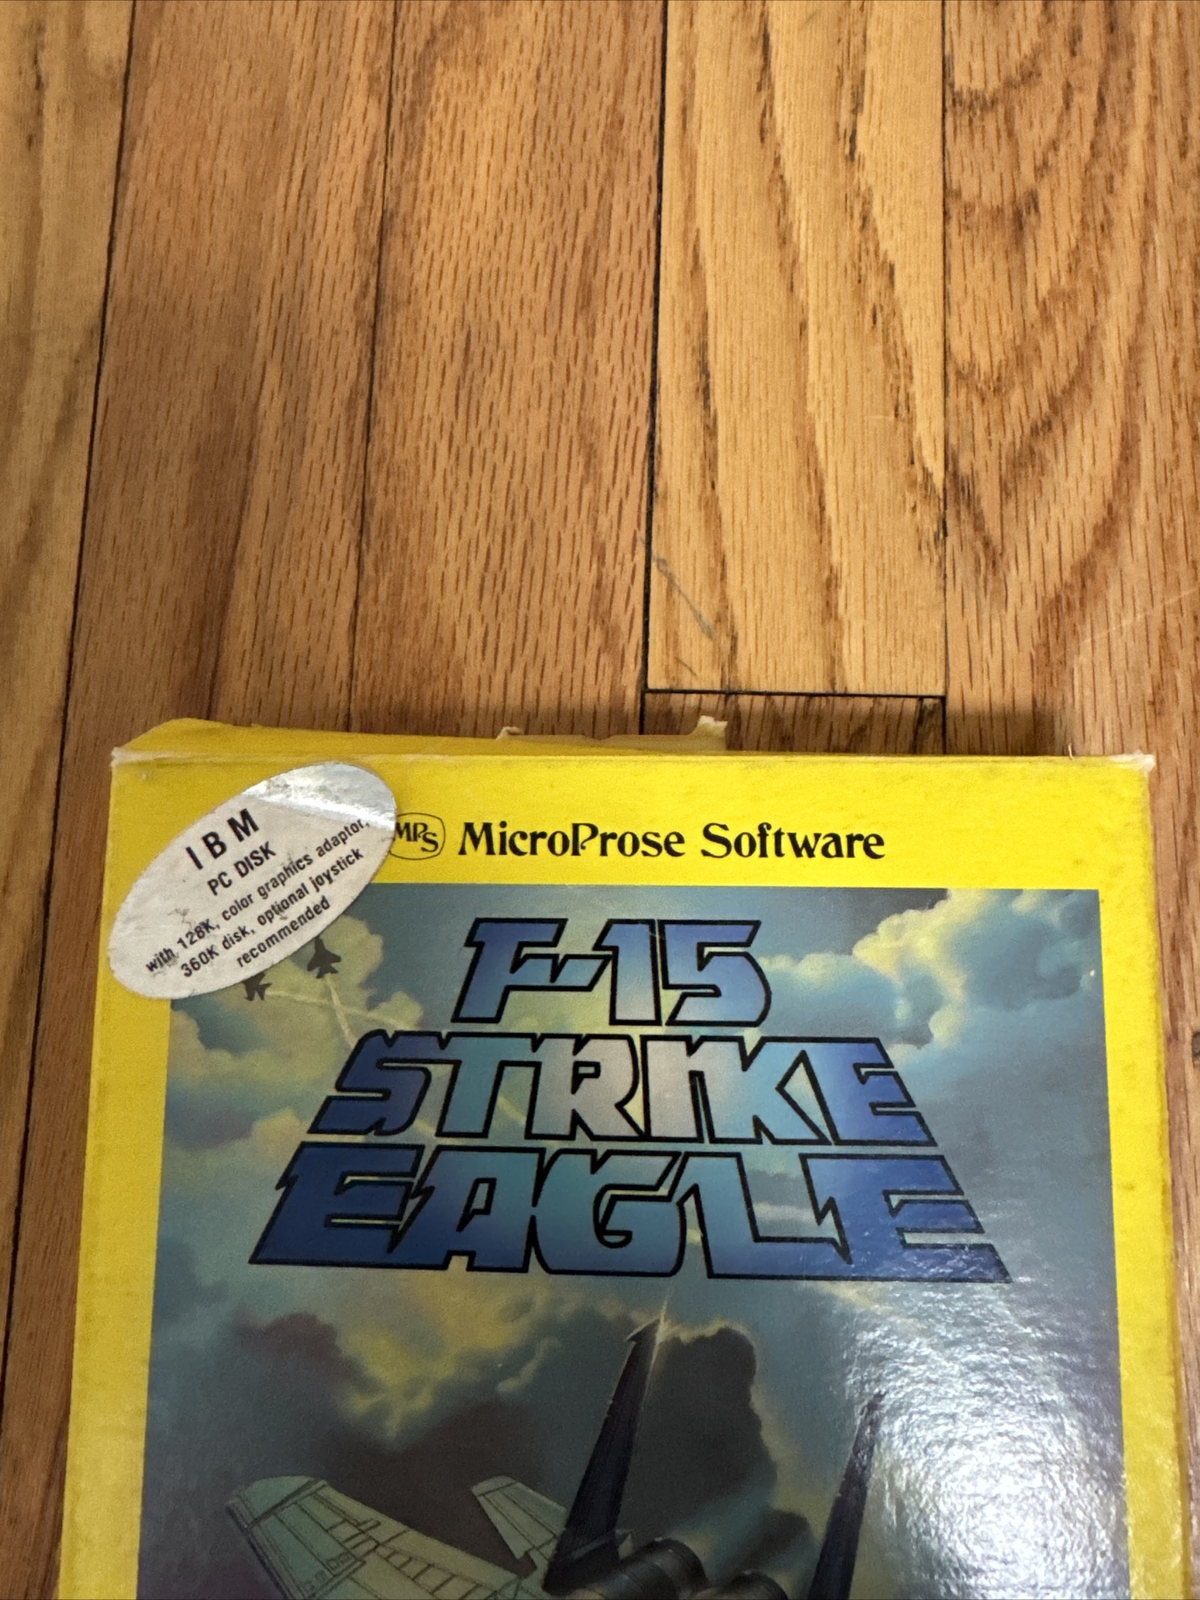 IBM
PC DISK
with 128K, color graphics adaptor,
360K disk, optional joystick
recommended
MPS MicroProse Software
F-15
STRIKE
EAGLE